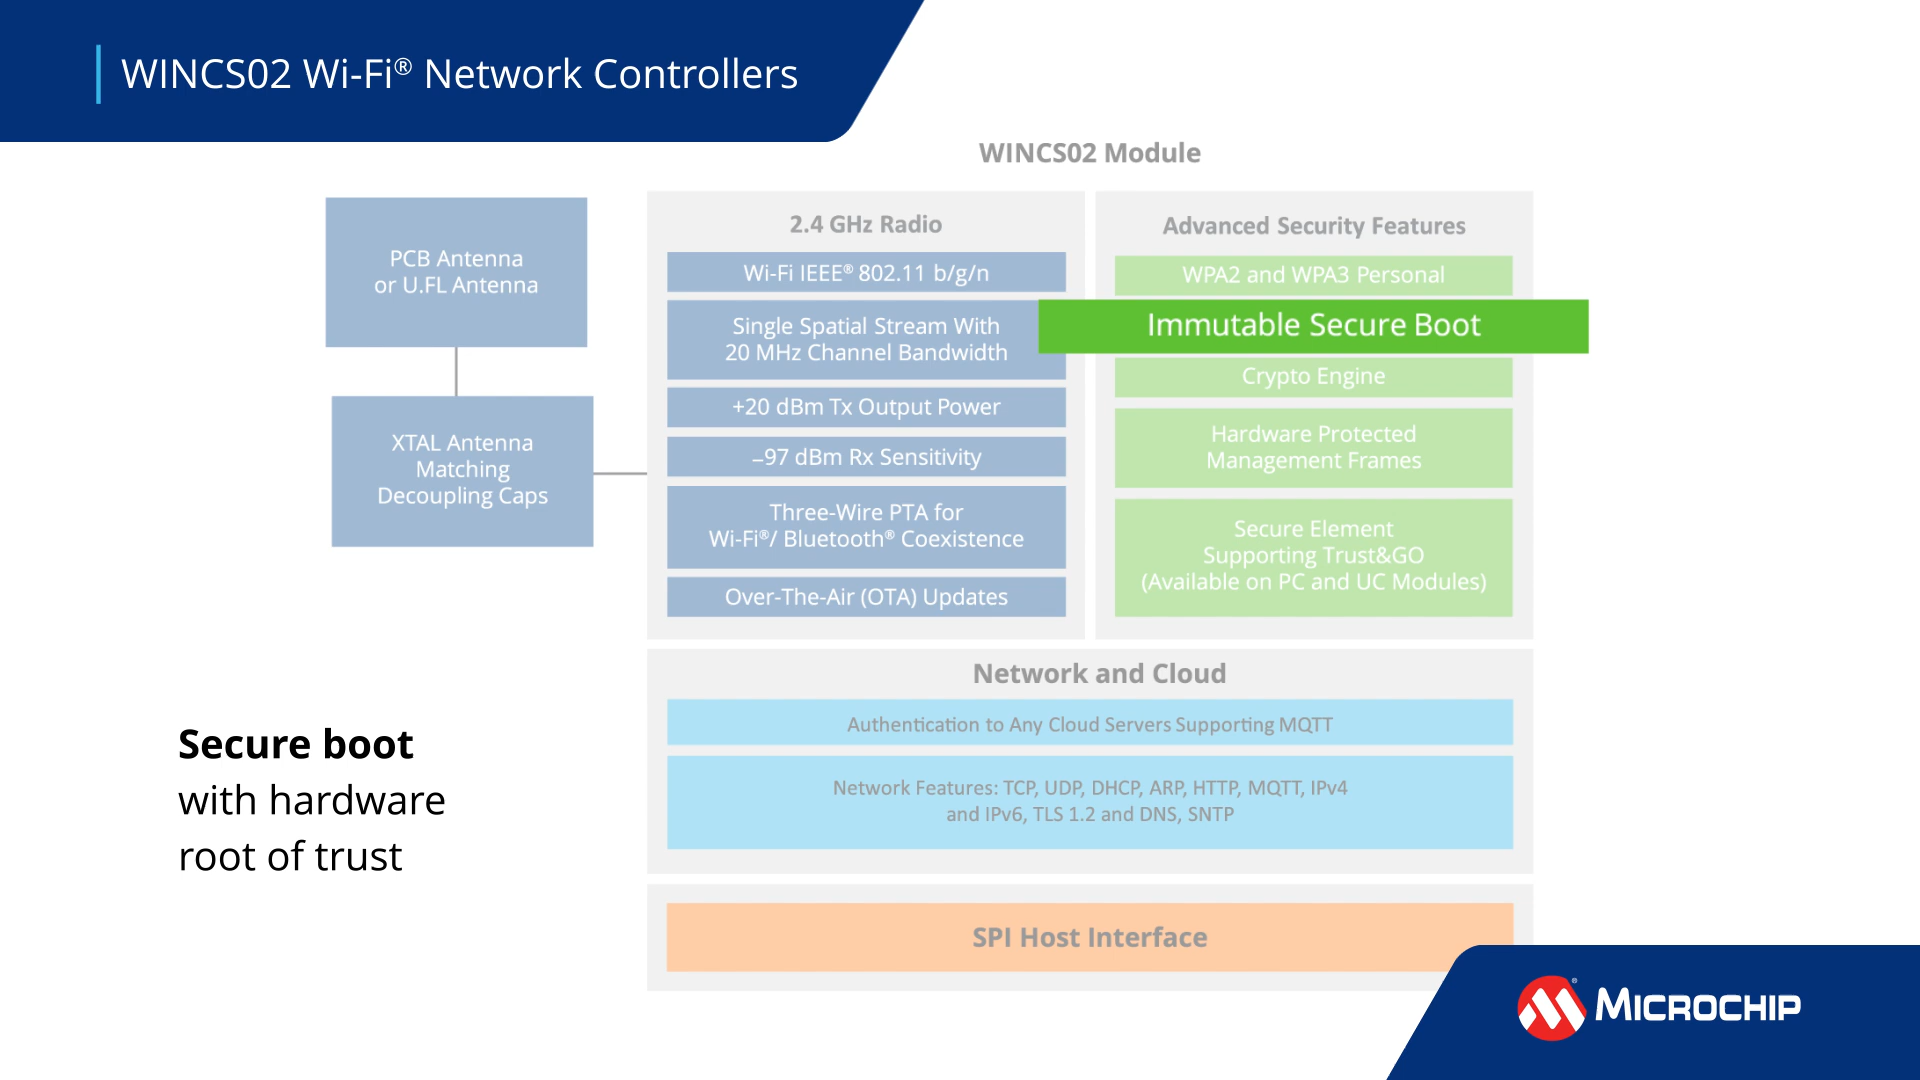 WINCS02 Wi-Fi® Network Controllers
WINCS02 Module
PCB Antenna
or U.FL Antenna
XTAL Antenna
Matching
Decoupling Caps
2.4 GHz Radio
Wi-Fi IEEE® 802.11 b/g/n
Single Spatial Stream With
20 MHz Channel Bandwidth
+20 dBm Tx Output Power
–97 dBm Rx Sensitivity
Three-Wire PTA for
Wi-Fi®/ Bluetooth® Coexistence
Over-The-Air (OTA) Updates
Advanced Security Features
WPA2 and WPA3 Personal
Immutable Secure Boot
Crypto Engine
Hardware Protected
Management Frames
Secure Element
Supporting Trust&GO
(Available on PC and UC Modules)
Network and Cloud
Authentication to Any Cloud Servers Supporting MQTT
Network Features: TCP, UDP, DHCP, ARP, HTTP, MQTT, IPv4
and IPv6, TLS 1.2 and DNS, SNTP
SPI Host Interface
Secure boot
with hardware
root of trust
MICROCHIP